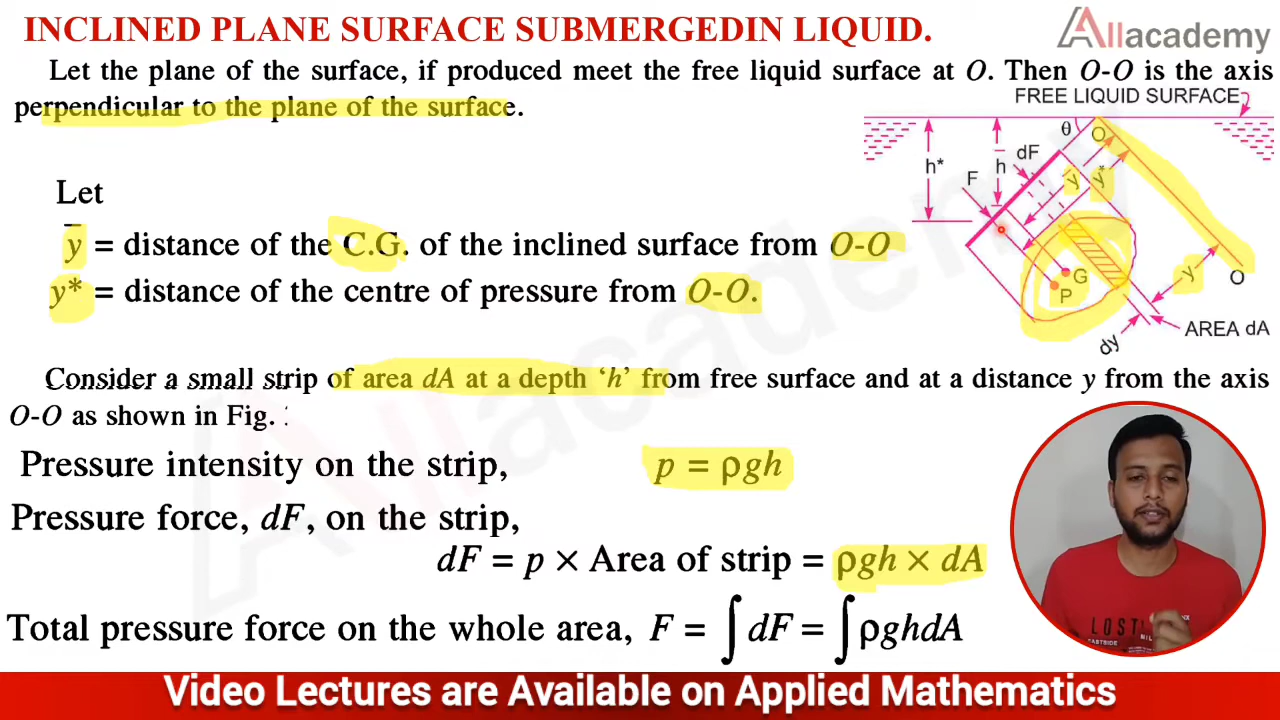 INCLINED PLANE SURFACE SUBMERGEDIN LIQUID.
Allacademy
Let the plane of the surface, if produced meet the free liquid surface at O. Then O-O is the axis
perpendicular to the plane of the surface.
FREE LIQUID SURFACE
θ
O
h*
h̄
dF
F
ȳ
y*
G
P
y
O
AREA dA
dy
Let
ȳ = distance of the C.G. of the inclined surface from O-O
y* = distance of the centre of pressure from O-O.
Consider a small strip of area dA at a depth ‘h’ from free surface and at a distance y from the axis
O-O as shown in Fig. :
Pressure intensity on the strip, p = ρgh
Pressure force, dF, on the strip,
dF = p × Area of strip = ρgh × dA
Total pressure force on the whole area, F = ∫ dF = ∫ ρghdA
Allacademy
LOST
EASTSIDE
Video Lectures are Available on Applied Mathematics